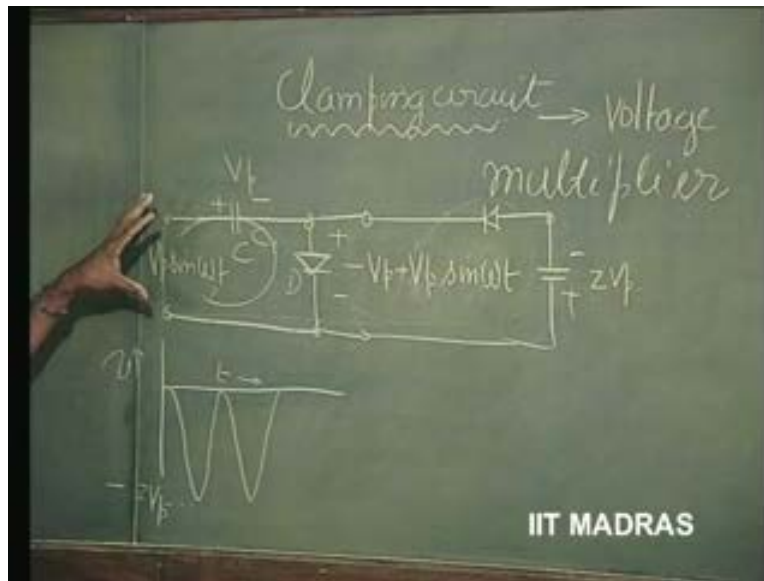 Clamping circuit → voltage
multiplier
Vp
+ -
Vp sin ωt C D + - -Vp+Vp sin ωt - + 2Vp
v t →
-2Vp
IIT MADRAS